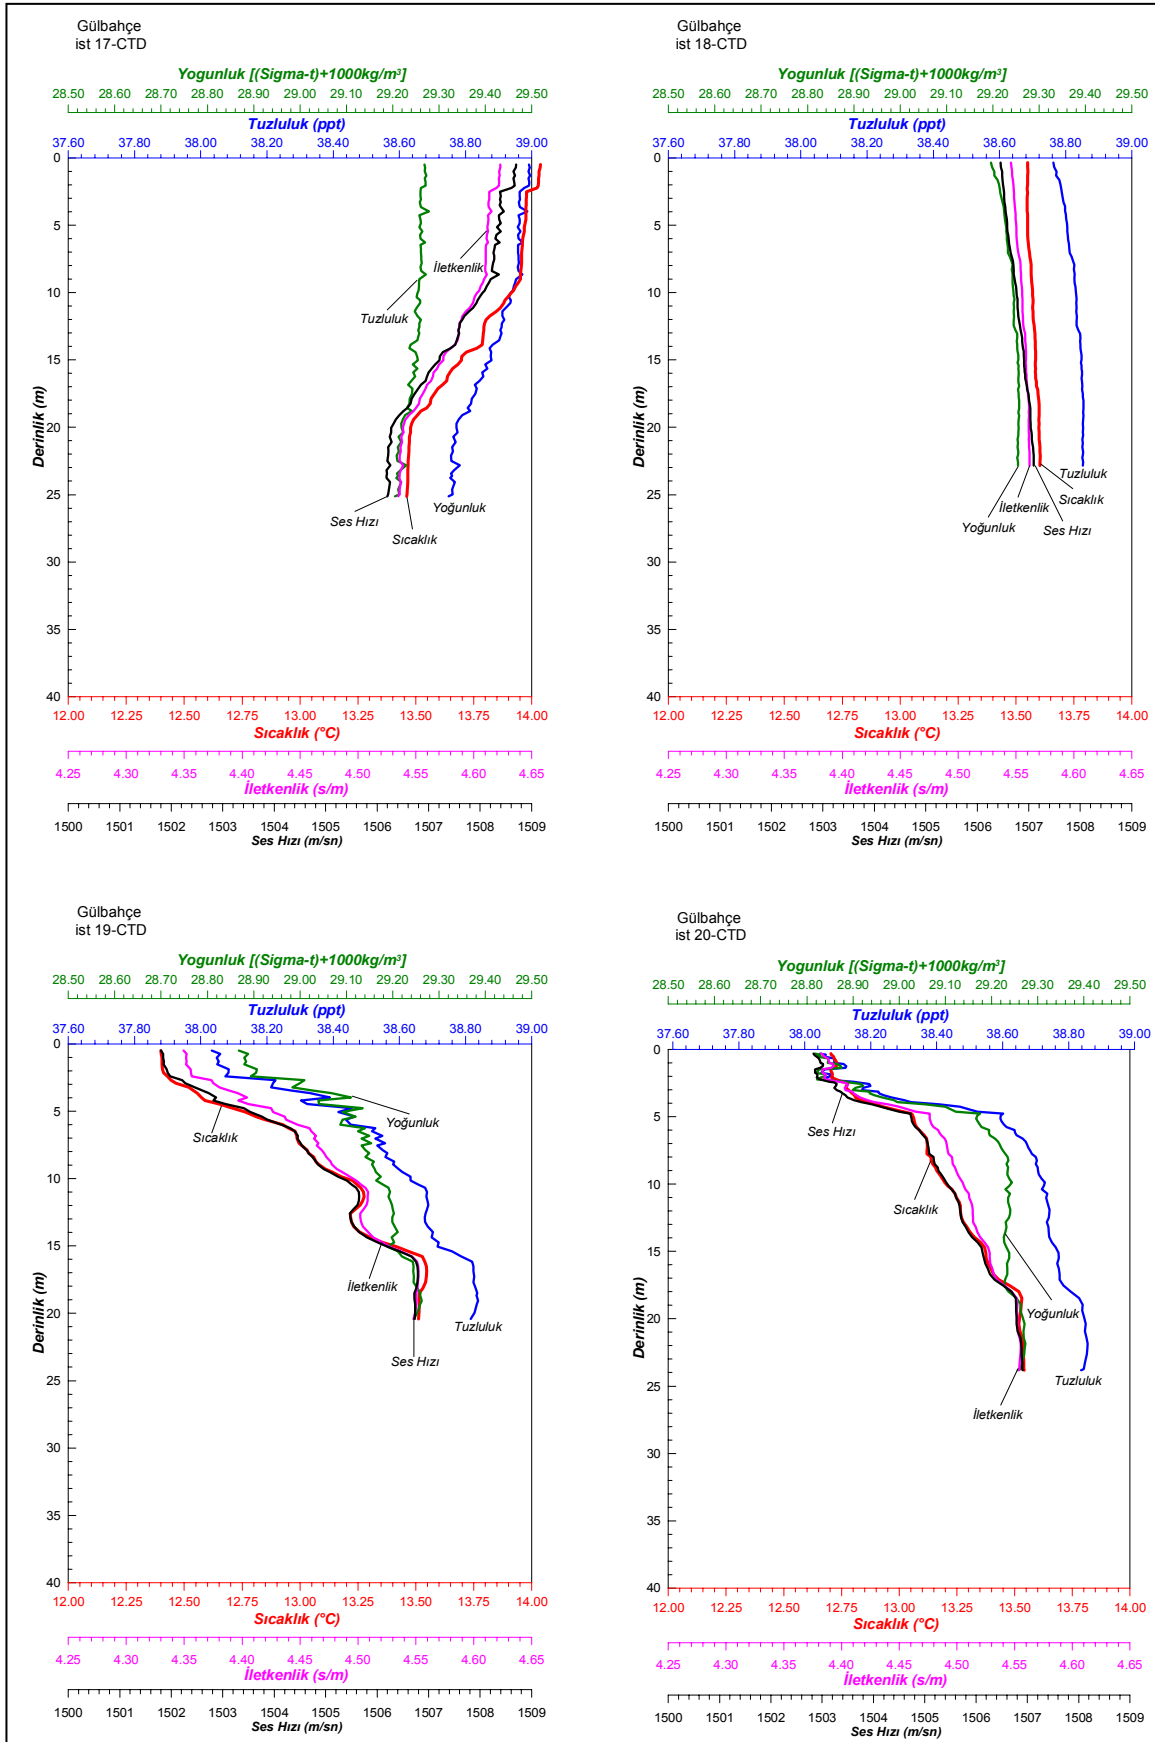 Gülbahçe
ist 17-CTD
Yogunluk [(Sigma-t)+1000kg/m³]
28.50 28.60 28.70 28.80 28.90 29.00 29.10 29.20 29.30 29.40 29.50
Tuzluluk (ppt)
37.60 37.80 38.00 38.20 38.40 38.60 38.80 39.00
0
5
10
15
20
25
30
35
40
Derinlik (m)
İletkenlik
Tuzluluk
Ses Hızı
Sıcaklık
Yoğunluk
12.00 12.25 12.50 12.75 13.00 13.25 13.50 13.75 14.00
Sıcaklık (°C)
4.25 4.30 4.35 4.40 4.45 4.50 4.55 4.60 4.65
İletkenlik (s/m)
1500 1501 1502 1503 1504 1505 1506 1507 1508 1509
Ses Hızı (m/sn)
Gülbahçe
ist 18-CTD
Yogunluk [(Sigma-t)+1000kg/m³]
28.50 28.60 28.70 28.80 28.90 29.00 29.10 29.20 29.30 29.40 29.50
Tuzluluk (ppt)
37.60 37.80 38.00 38.20 38.40 38.60 38.80 39.00
0
5
10
15
20
25
30
35
40
Derinlik (m)
Tuzluluk
Sıcaklık
İletkenlik
Yoğunluk
Ses Hızı
12.00 12.25 12.50 12.75 13.00 13.25 13.50 13.75 14.00
Sıcaklık (°C)
4.25 4.30 4.35 4.40 4.45 4.50 4.55 4.60 4.65
İletkenlik (s/m)
1500 1501 1502 1503 1504 1505 1506 1507 1508 1509
Ses Hızı (m/sn)
Gülbahçe
ist 19-CTD
Yogunluk [(Sigma-t)+1000kg/m³]
28.50 28.60 28.70 28.80 28.90 29.00 29.10 29.20 29.30 29.40 29.50
Tuzluluk (ppt)
37.60 37.80 38.00 38.20 38.40 38.60 38.80 39.00
0
5
10
15
20
25
30
35
40
Derinlik (m)
Sıcaklık
Yoğunluk
İletkenlik
Tuzluluk
Ses Hızı
12.00 12.25 12.50 12.75 13.00 13.25 13.50 13.75 14.00
Sıcaklık (°C)
4.25 4.30 4.35 4.40 4.45 4.50 4.55 4.60 4.65
İletkenlik (s/m)
1500 1501 1502 1503 1504 1505 1506 1507 1508 1509
Ses Hızı (m/sn)
Gülbahçe
ist 20-CTD
Yogunluk [(Sigma-t)+1000kg/m³]
28.50 28.60 28.70 28.80 28.90 29.00 29.10 29.20 29.30 29.40 29.50
Tuzluluk (ppt)
37.60 37.80 38.00 38.20 38.40 38.60 38.80 39.00
0
5
10
15
20
25
30
35
40
Derinlik (m)
Ses Hızı
Sıcaklık
Yoğunluk
Tuzluluk
İletkenlik
12.00 12.25 12.50 12.75 13.00 13.25 13.50 13.75 14.00
Sıcaklık (°C)
4.25 4.30 4.35 4.40 4.45 4.50 4.55 4.60 4.65
İletkenlik (s/m)
1500 1501 1502 1503 1504 1505 1506 1507 1508 1509
Ses Hızı (m/sn)